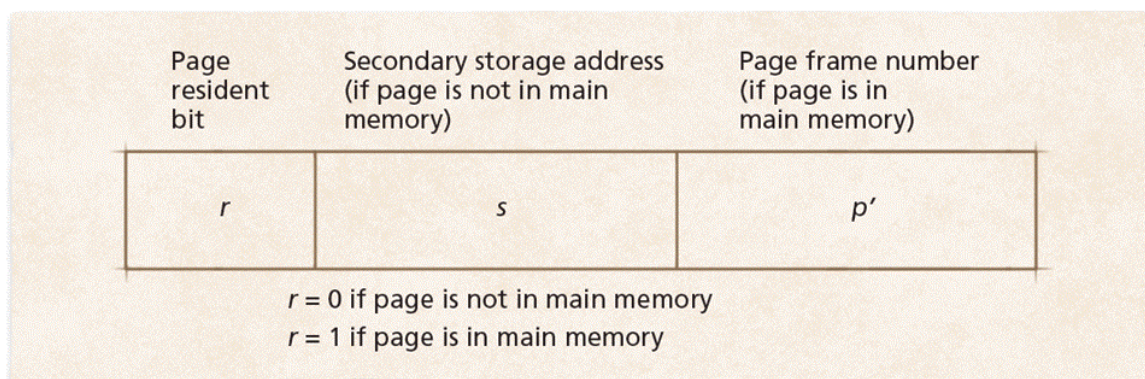 Page
resident
bit
Secondary storage address
(if page is not in main
memory)
Page frame number
(if page is in
main memory)
r
s
p′
r = 0 if page is not in main memory
r = 1 if page is in main memory